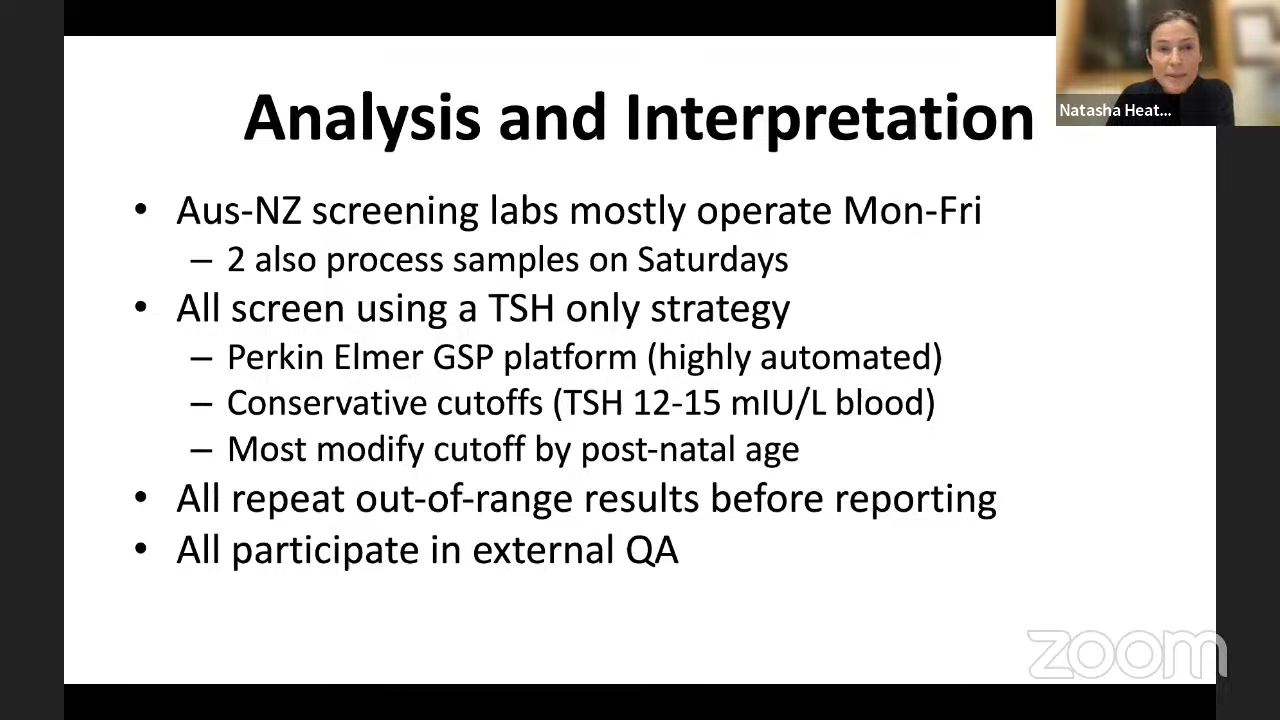 Analysis and Interpretation
Natasha Heat...
• Aus-NZ screening labs mostly operate Mon-Fri
– 2 also process samples on Saturdays
• All screen using a TSH only strategy
– Perkin Elmer GSP platform (highly automated)
– Conservative cutoffs (TSH 12-15 mIU/L blood)
– Most modify cutoff by post-natal age
• All repeat out-of-range results before reporting
• All participate in external QA
zoom